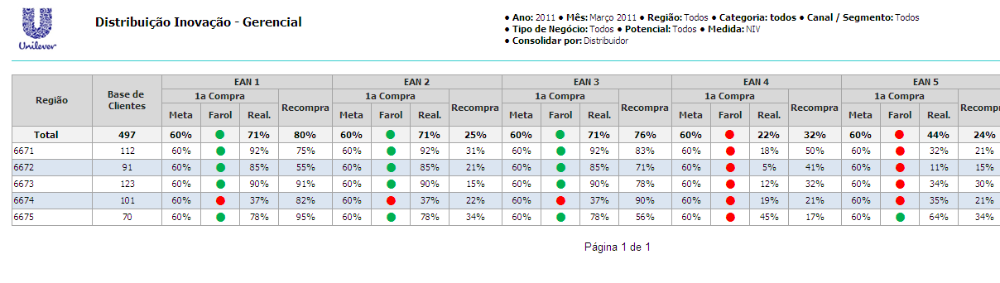 Unilever
Distribuição Inovação - Gerencial
● Ano: 2011 ● Mês: Março 2011 ● Região: Todos ● Categoria: todos ● Canal / Segmento: Todos
● Tipo de Negócio: Todos ● Potencial: Todos ● Medida: NIV
● Consolidar por: Distribuidor
Região Base de Clientes EAN 1 EAN 2 EAN 3 EAN 4 EAN 5
1a Compra Recompra 1a Compra Recompra 1a Compra Recompra 1a Compra Recompra 1a Compra Recomp
Meta Farol Real. Meta Farol Real. Meta Farol Real. Meta Farol Real. Meta Farol Real.
Total 497 60% 71% 80% 60% 71% 25% 60% 71% 76% 60% 22% 32% 60% 44% 24%
6671 112 60% 92% 75% 60% 92% 31% 60% 92% 83% 60% 18% 50% 60% 32% 21%
6672 91 60% 85% 55% 60% 85% 21% 60% 85% 71% 60% 5% 41% 60% 11% 15%
6673 123 60% 90% 91% 60% 90% 15% 60% 90% 78% 60% 12% 32% 60% 34% 30%
6674 101 60% 37% 82% 60% 37% 22% 60% 37% 90% 60% 19% 21% 60% 35% 21%
6675 70 60% 78% 95% 60% 78% 34% 60% 78% 56% 60% 45% 17% 60% 64% 34%
Página 1 de 1